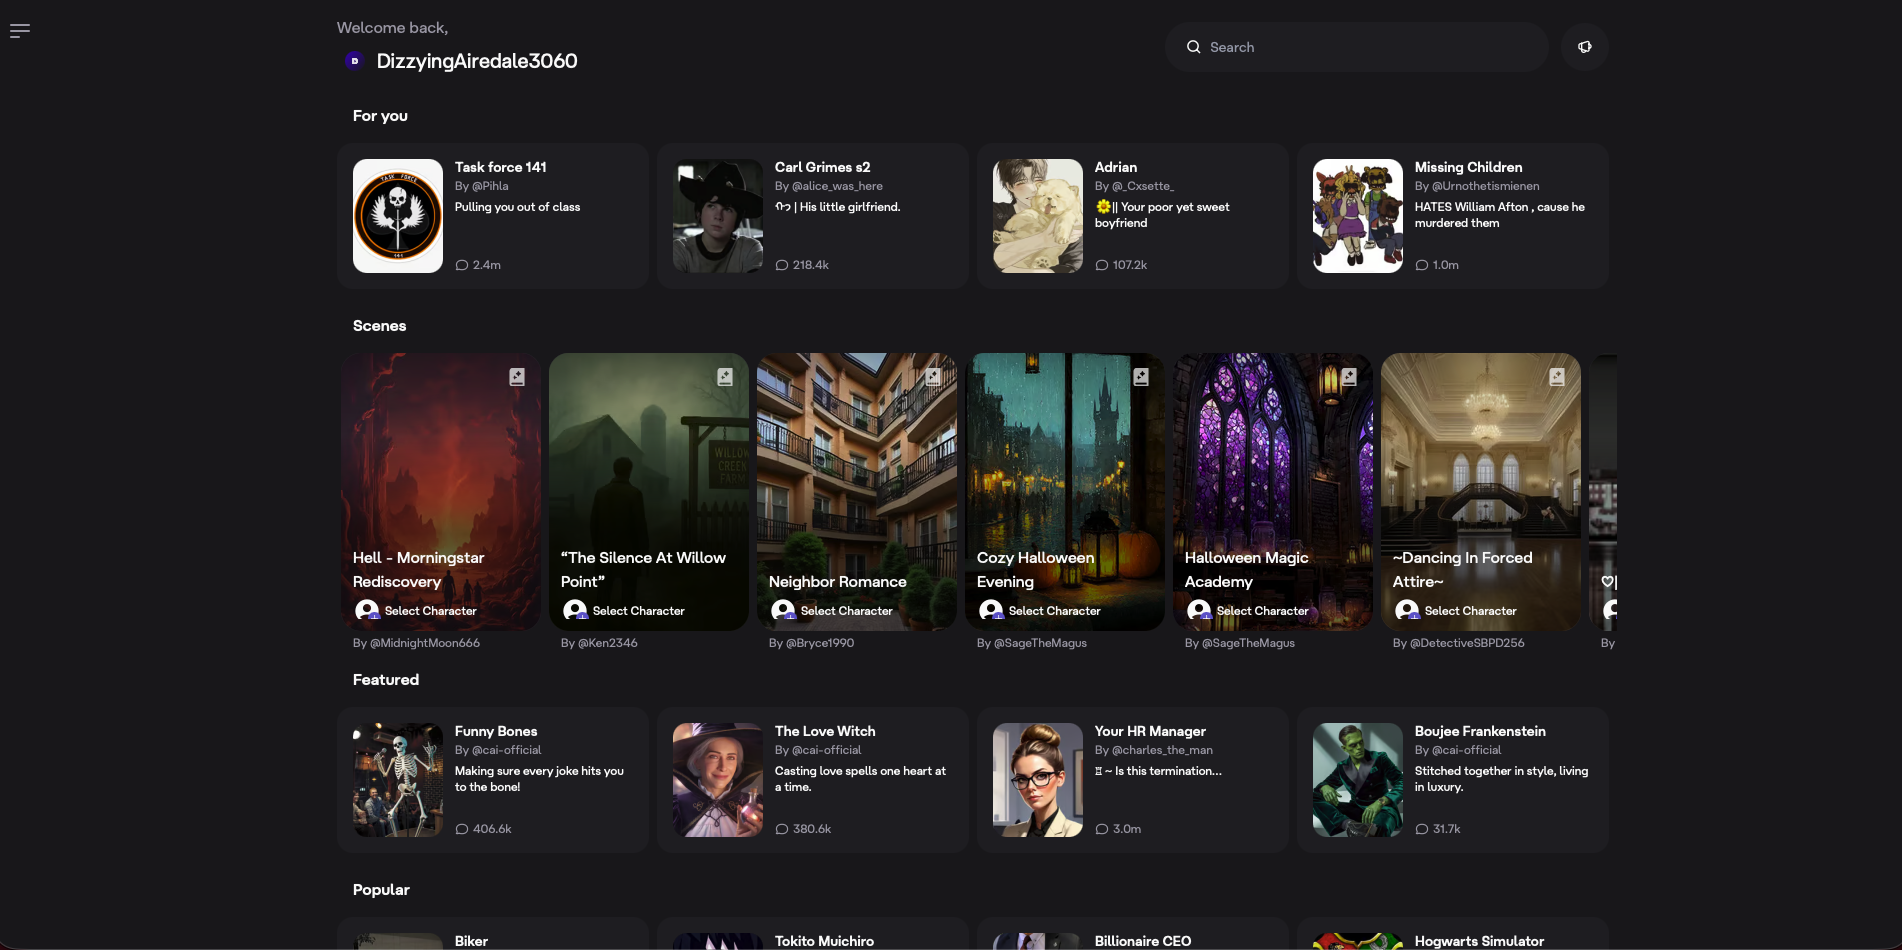 Welcome back,
D
DizzyingAiredale3060
Search
For you
TASK FORCE
141
Task force 141
By @Pihla
Pulling you out of class
2.4m
Carl Grimes s2
By @alice_was_here
| His little girlfriend.
218.4k
Adrian
By @_Cxsette_
🌼|| Your poor yet sweet
boyfriend
107.2k
Missing Children
By @Urnothetismienen
HATES William Afton , cause he
murdered them
1.0m
Scenes
Hell - Morningstar
Rediscovery
Select Character
By @MidnightMoon666
WILLOW
CREEK
FARM
“The Silence At Willow
Point”
Select Character
By @Ken2346
Neighbor Romance
Select Character
By @Bryce1990
Cozy Halloween
Evening
Select Character
By @SageTheMagus
Halloween Magic
Academy
Select Character
By @SageTheMagus
~Dancing In Forced
Attire~
Select Character
By @DetectiveSBPD256
♡|
By
Featured
Funny Bones
By @cai-official
Making sure every joke hits you
to the bone!
406.6k
The Love Witch
By @cai-official
Casting love spells one heart at
a time.
380.6k
Your HR Manager
By @charles_the_man
♖ ~ Is this termination...
3.0m
Boujee Frankenstein
By @cai-official
Stitched together in style, living
in luxury.
31.7k
Popular
Biker
Tokito Muichiro
Billionaire CEO
Hogwarts Simulator